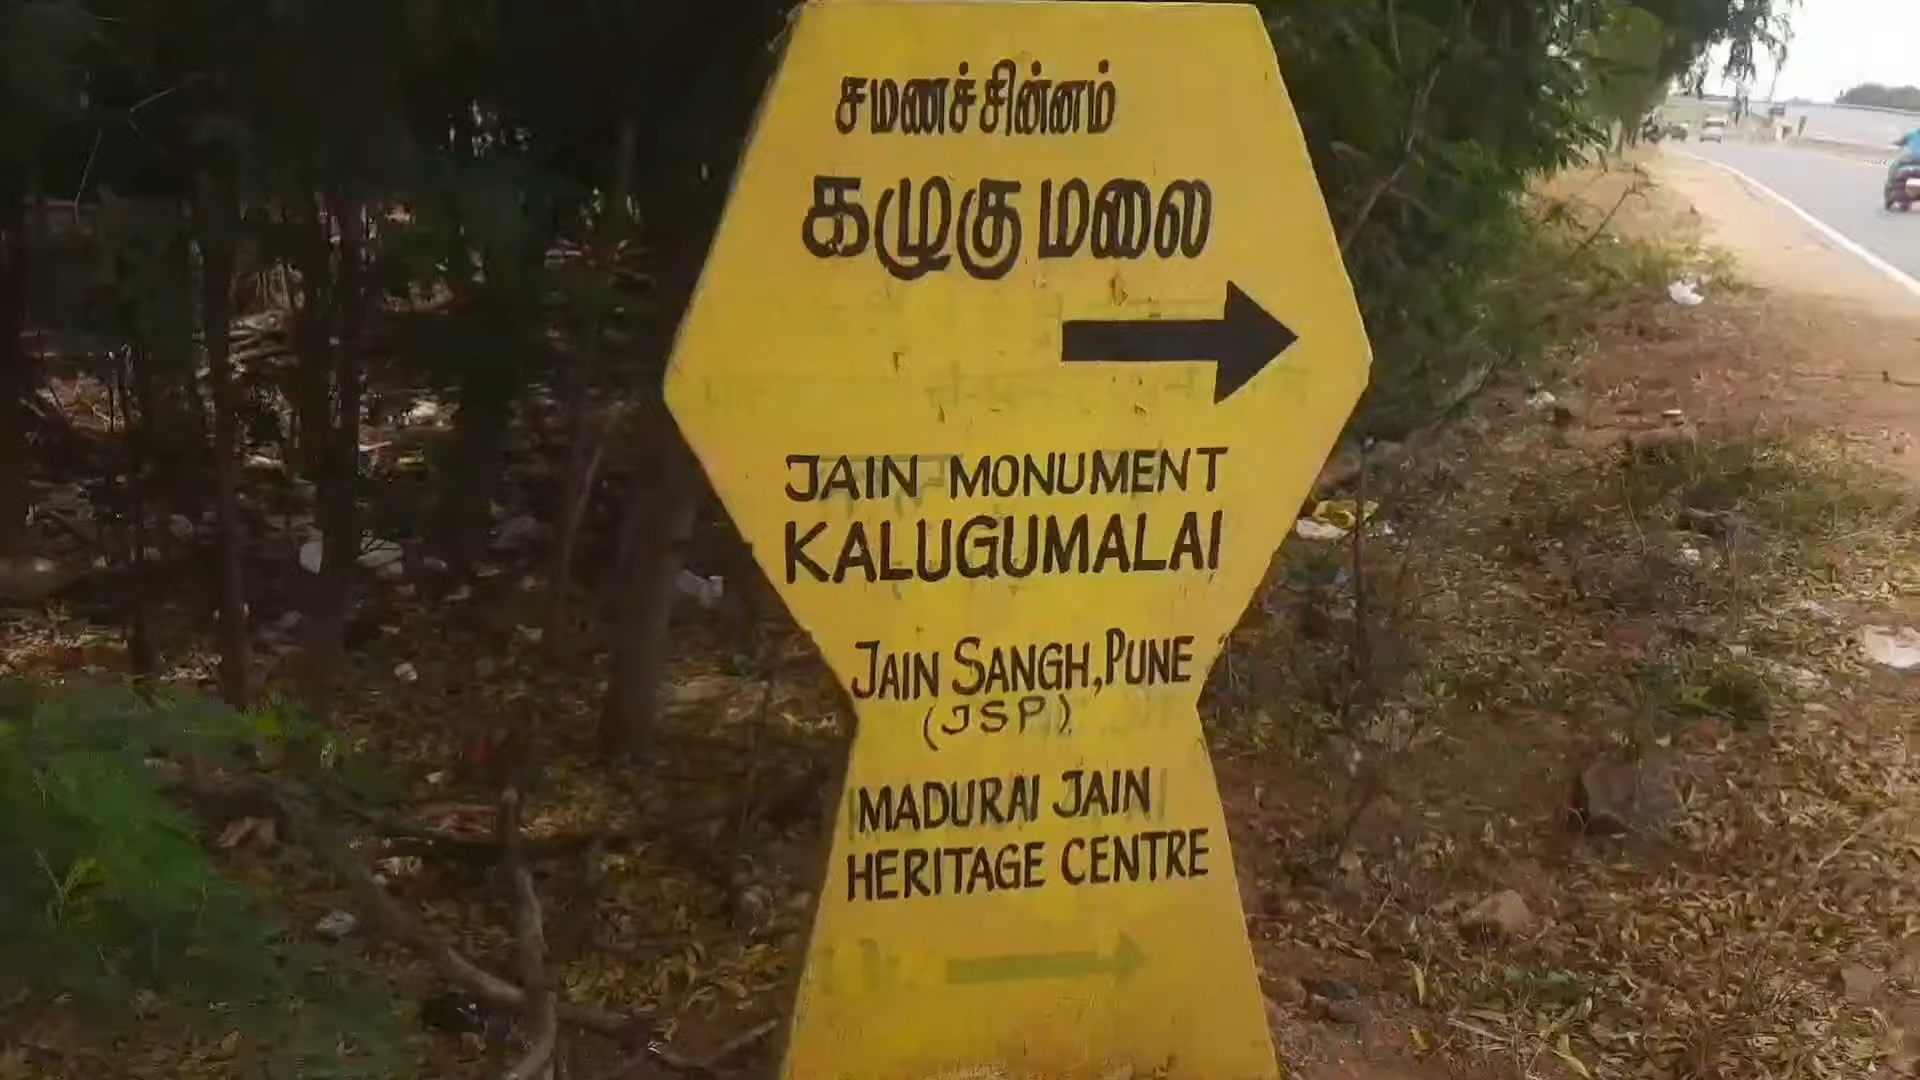 சமணச்சின்னம்
கழுகுமலை
JAIN MONUMENT
KALUGUMALAI
JAIN SANGH, PUNE
(JSP)
MADURAI JAIN
HERITAGE CENTRE